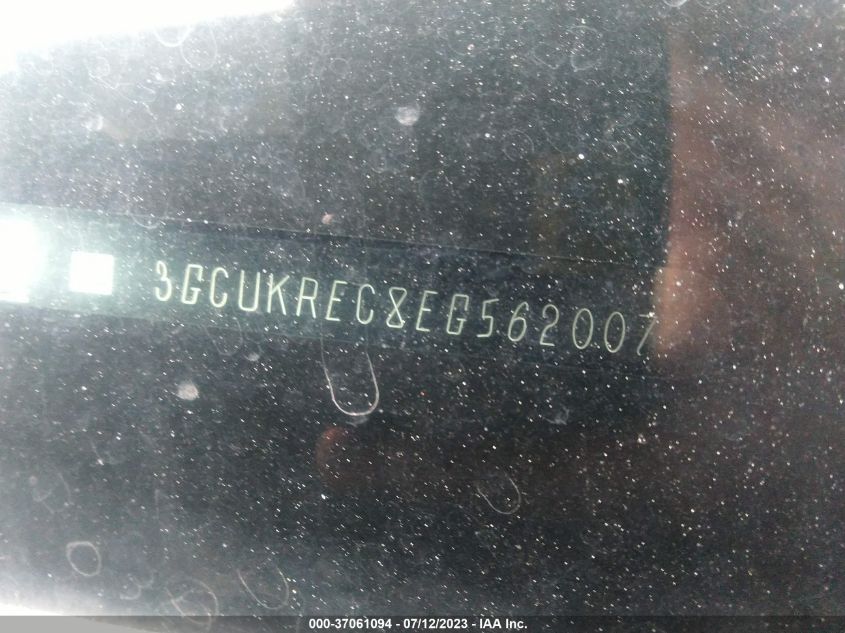 3GCUKREC8EG562007
000-37061094 - 07/12/2023 - IAA Inc.